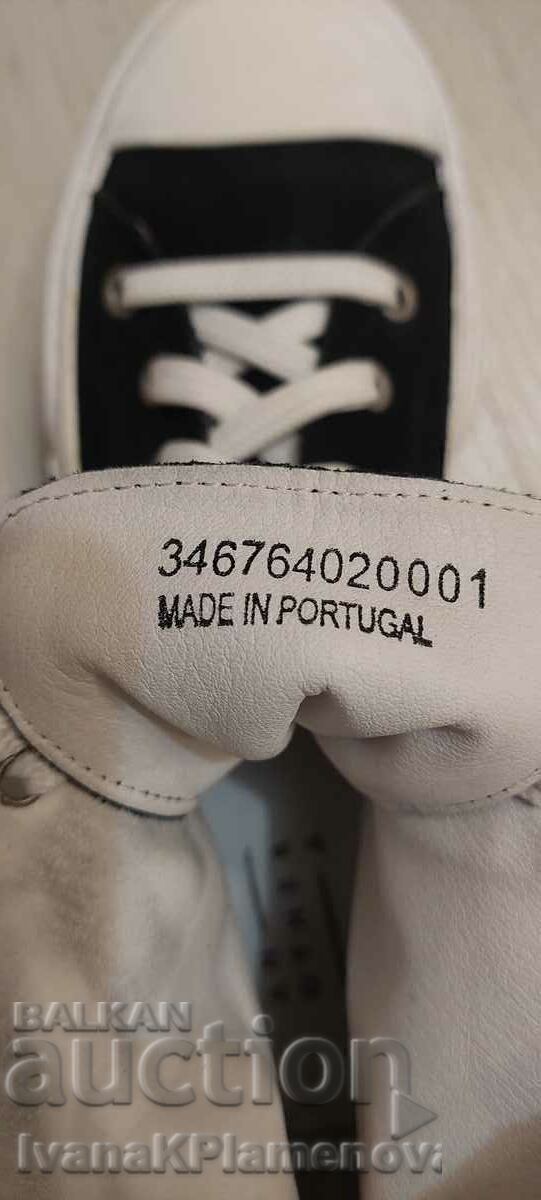 346764020001
MADE IN PORTUGAL
BALKAN
auction
IvanaKPlamenova